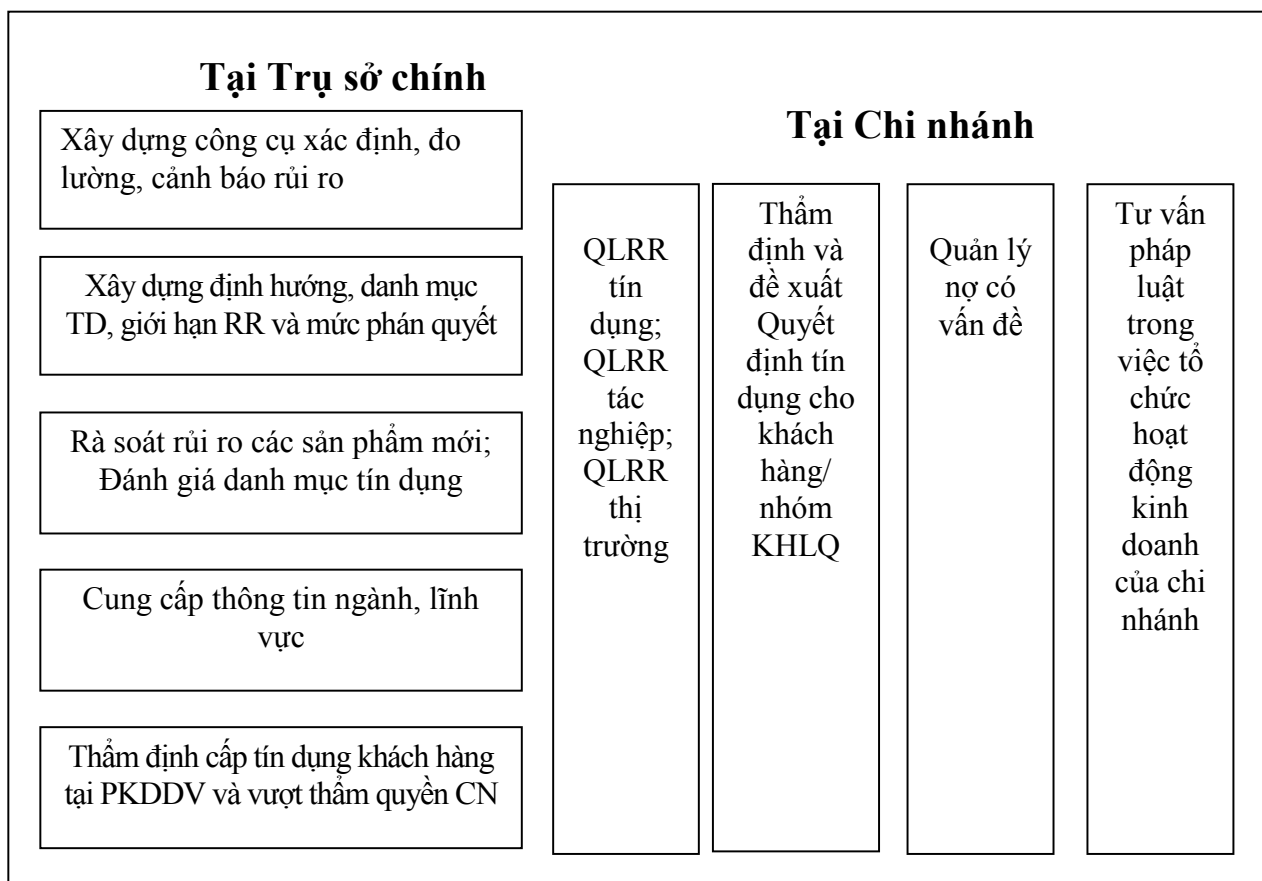 Tại Trụ sở chính
Xây dựng công cụ xác định, đo
lường, cảnh báo rủi ro
Xây dựng định hướng, danh mục
TD, giới hạn RR và mức phán quyết
Rà soát rủi ro các sản phẩm mới;
Đánh giá danh mục tín dụng
Cung cấp thông tin ngành, lĩnh
vực
Thẩm định cấp tín dụng khách hàng
tại PKDDV và vượt thẩm quyền CN
Tại Chi nhánh
QLRR
tín
dụng;
QLRR
tác
nghiệp;
QLRR
thị
trường
Thẩm
định và
đề xuất
Quyết
định tín
dụng cho
khách
hàng/
nhóm
KHLQ
Quản lý
nợ có
vấn đề
Tư vấn
pháp
luật
trong
việc tổ
chức
hoạt
động
kinh
doanh
của chi
nhánh